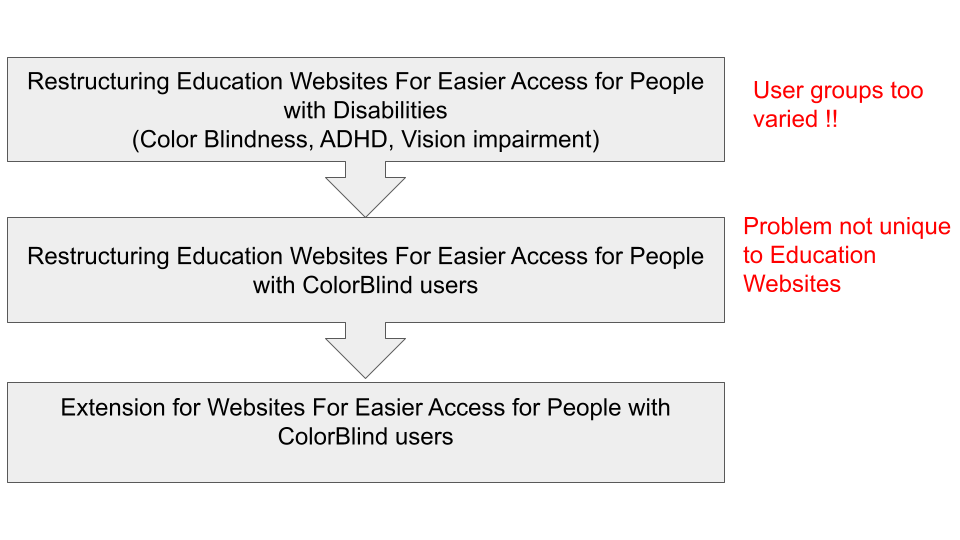 Restructuring Education Websites For Easier Access for People
with Disabilities
(Color Blindness, ADHD, Vision impairment)
User groups too
varied !!
Restructuring Education Websites For Easier Access for People
with ColorBlind users
Problem not unique
to Education
Websites
Extension for Websites For Easier Access for People with
ColorBlind users